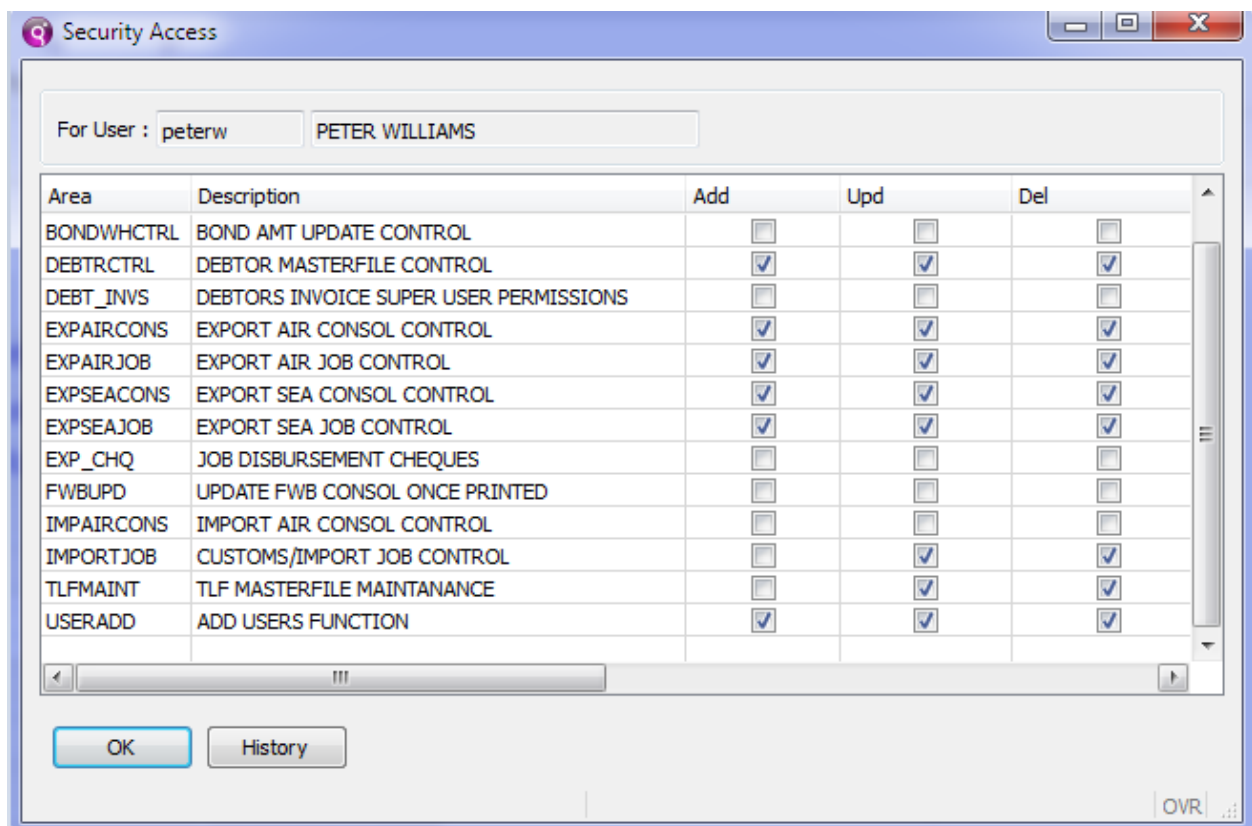 Security Access
For User : peterw PETER WILLIAMS
Area Description Add Upd Del
BONDWHCTRL BOND AMT UPDATE CONTROL
DEBTRCTRL DEBTOR MASTERFILE CONTROL
DEBT_INVS DEBTORS INVOICE SUPER USER PERMISSIONS
EXPAIRCONS EXPORT AIR CONSOL CONTROL
EXPAIRJOB EXPORT AIR JOB CONTROL
EXPSEACONS EXPORT SEA CONSOL CONTROL
EXPSEAJOB EXPORT SEA JOB CONTROL
EXP_CHQ JOB DISBURSEMENT CHEQUES
FWBUPD UPDATE FWB CONSOL ONCE PRINTED
IMPAIRCONS IMPORT AIR CONSOL CONTROL
IMPORTJOB CUSTOMS/IMPORT JOB CONTROL
TLFMAINT TLF MASTERFILE MAINTANANCE
USERADD ADD USERS FUNCTION
OK History
OVR